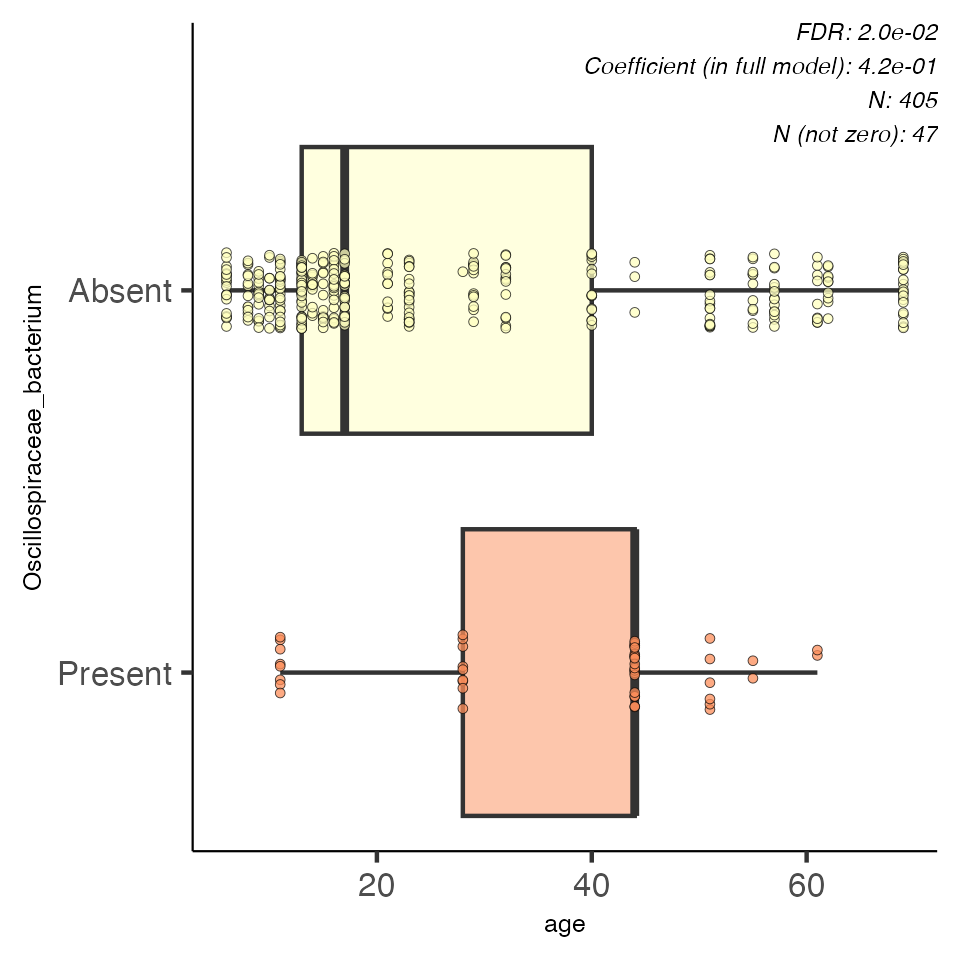 FDR: 2.0e-02
Coefficient (in full model): 4.2e-01
N: 405
N (not zero): 47
Oscillospiraceae_bacterium
Absent
Present
20 40 60
age